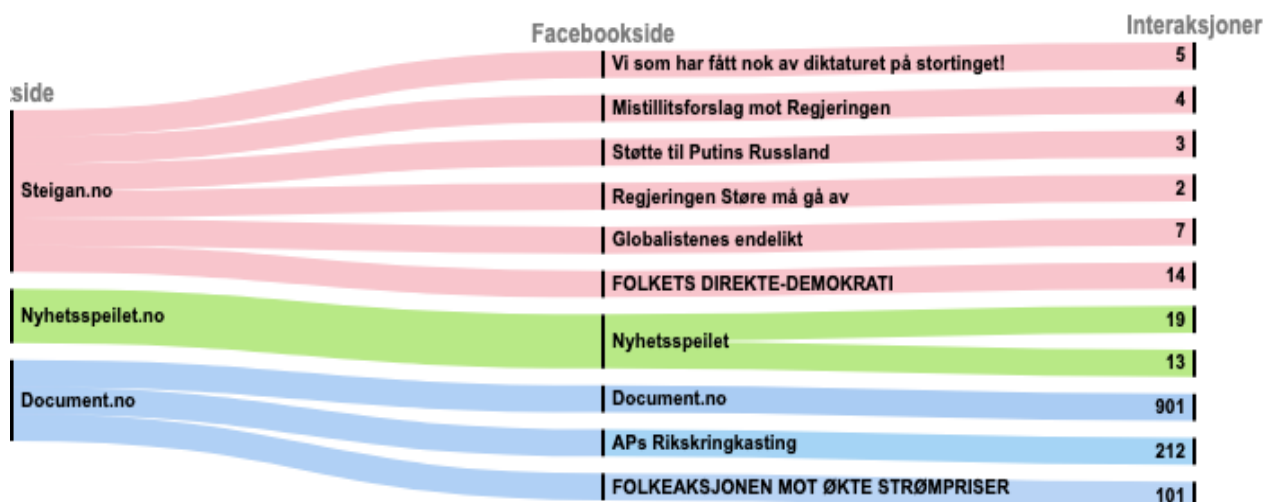 Facebookside
Interaksjoner
side
Vi som har fått nok av diktaturet på stortinget!
5
Mistillitsforslag mot Regjeringen
4
Støtte til Putins Russland
3
Steigan.no
Regjeringen Støre må gå av
2
Globalistenes endelikt
7
FOLKETS DIREKTE-DEMOKRATI
14
Nyhetsspeilet.no
Nyhetsspeilet
19
13
Document.no
Document.no
901
APs Rikskringkasting
212
FOLKEAKSJONEN MOT ØKTE STRØMPRISER
101